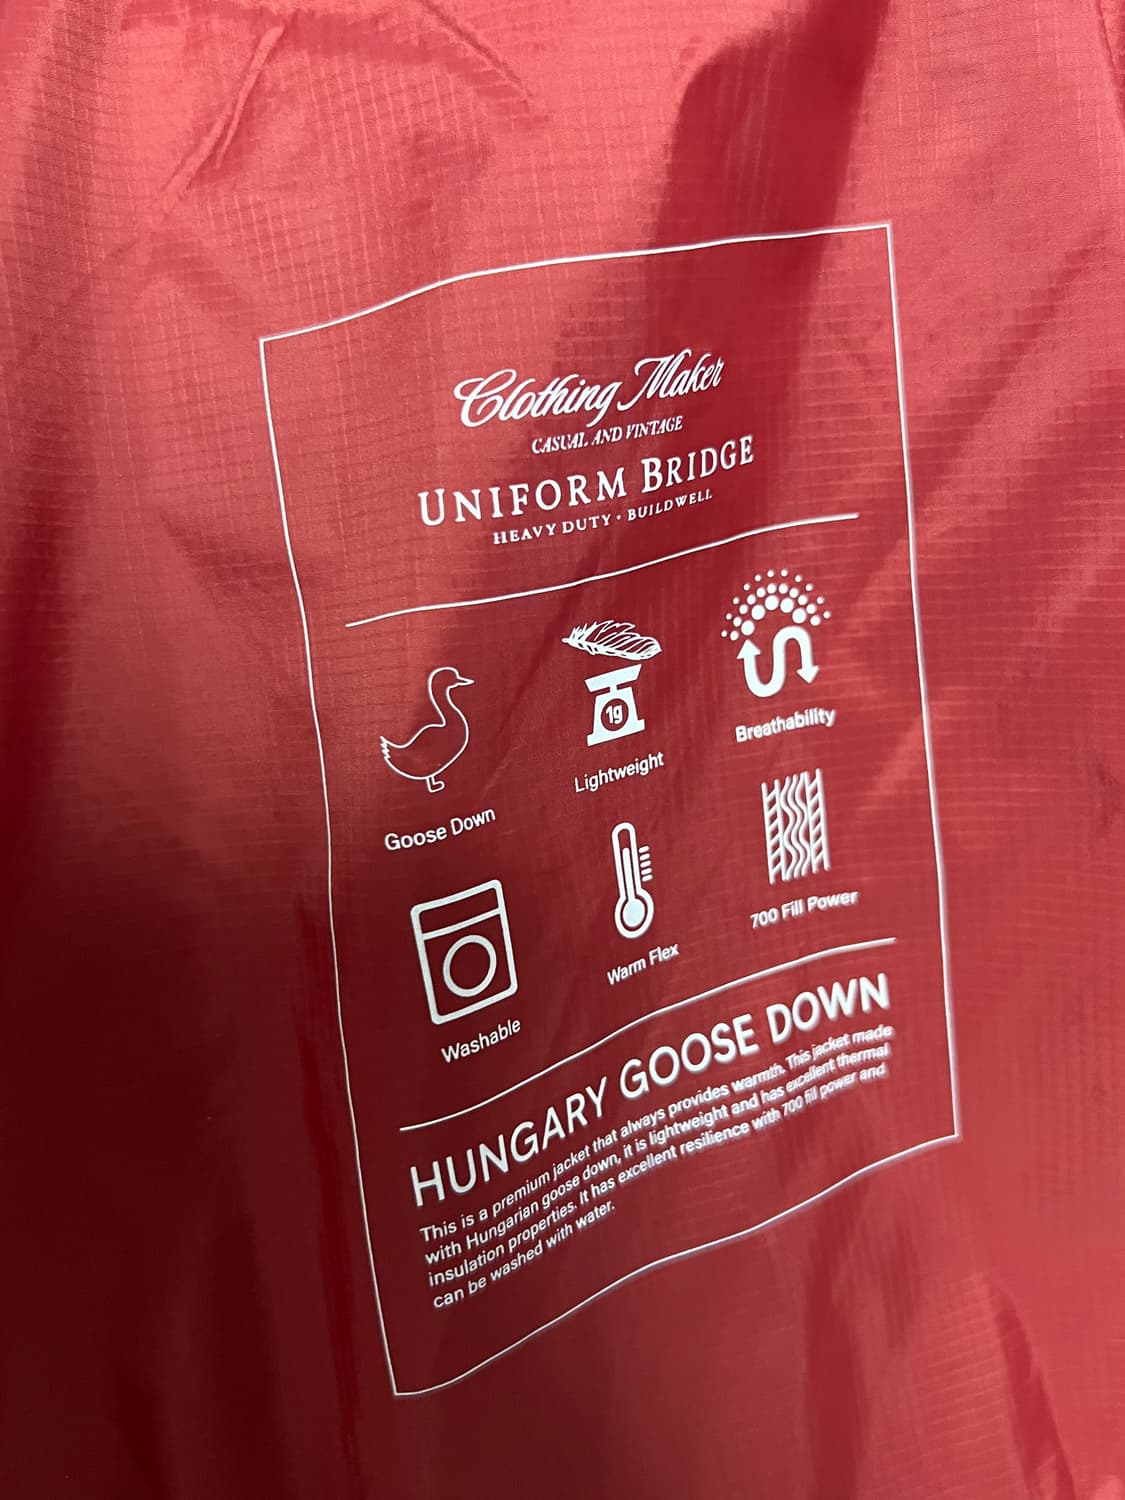 Clothing Maker
CASUAL AND VINTAGE
UNIFORM BRIDGE
HEAVY DUTY · BUILDWELL
Goose Down
1g
Lightweight
Breathability
Washable
Warm Flex
700 Fill Power
HUNGARY GOOSE DOWN
This is a premium jacket that always provides warmth. This jacket made
with Hungarian goose down, it is lightweight and has excellent thermal
insulation properties. It has excellent resilience with 700 fill power and
can be washed with water.